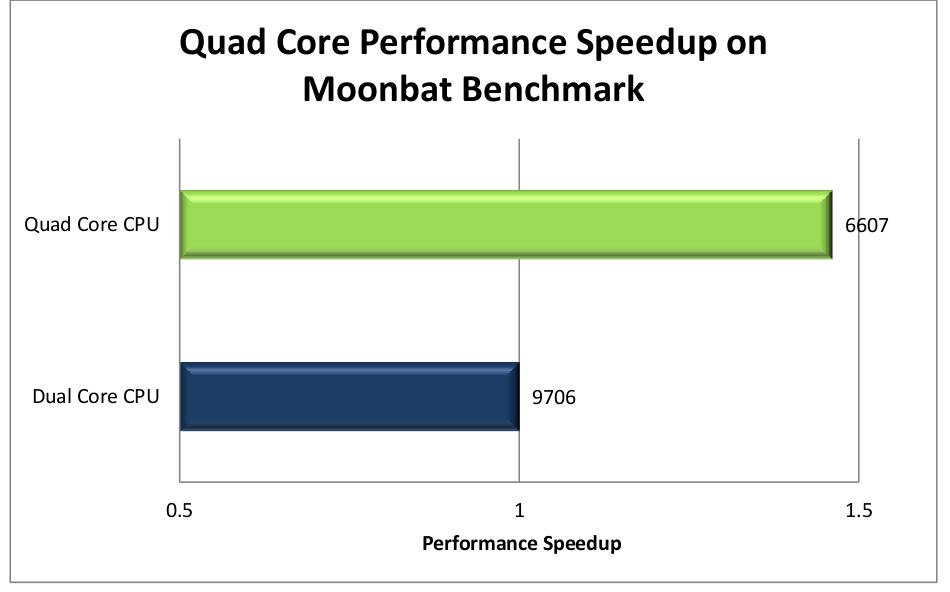 Quad Core Performance Speedup on
Moonbat Benchmark
Quad Core CPU
6607
Dual Core CPU
9706
0.5
1
1.5
Performance Speedup